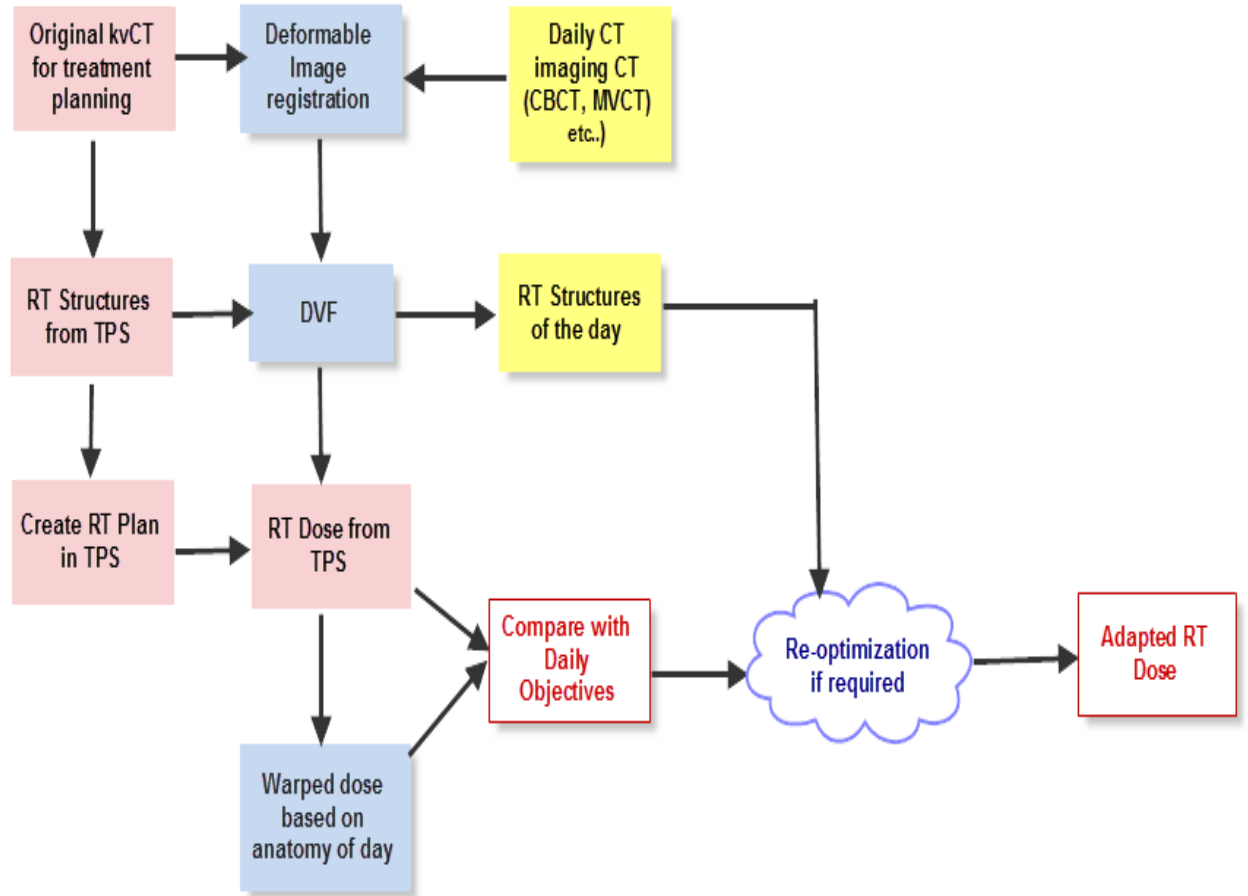 Original kvCT
for treatment
planning
Deformable
Image
registration
Daily CT
imaging CT
(CBCT, MVCT)
etc..)
RT Structures
from TPS
DVF
RT Structures
of the day
Create RT Plan
in TPS
RT Dose from
TPS
Compare with
Daily
Objectives
Re-optimization
if required
Adapted RT
Dose
Warped dose
based on
anatomy of day